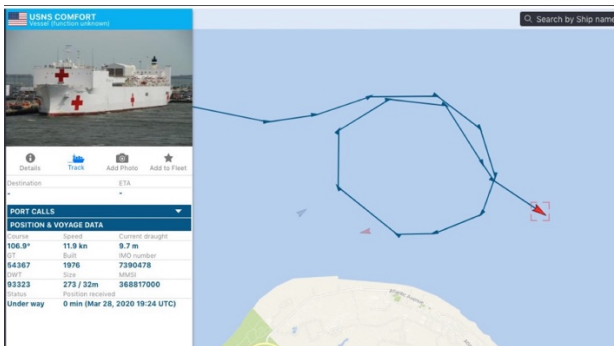 USNS COMFORT
Vessel (function unknown)
Search by Ship name
Details Track Add Photo Add to Fleet
Destination ETA
- -
PORT CALLS
POSITION & VOYAGE DATA
Course Speed Current draught
106.9° 11.9 kn 9.7 m
GT Built IMO number
54367 1976 7390478
DWT Size MMSI
93323 273 / 32m 368817000
Status Position received
Under way 0 min (Mar 28, 2020 19:24 UTC)
Atlantic Avenue